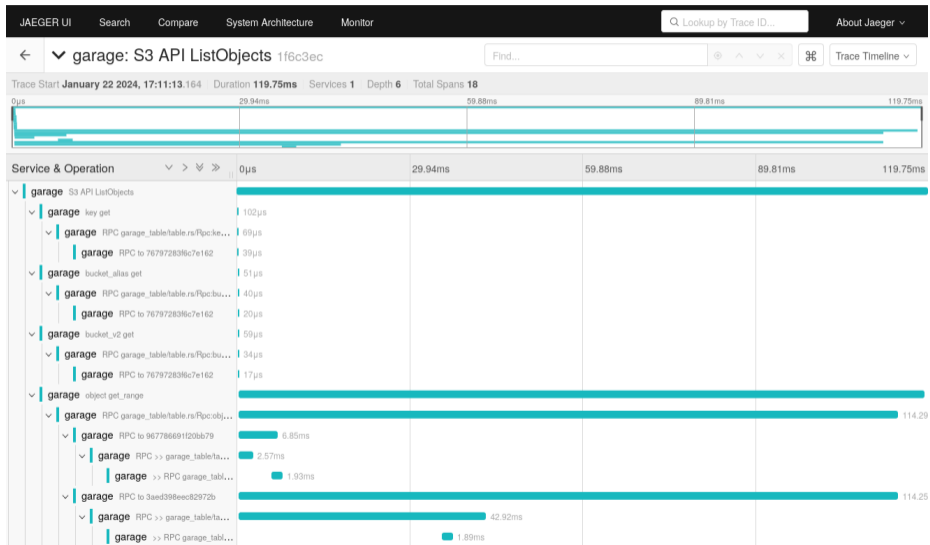 JAEGER UI Search Compare System Architecture Monitor Lookup by Trace ID... About Jaeger
garage: S3 API ListObjects 1f6c3ec Find... ⌘ Trace Timeline
Trace Start January 22 2024, 17:11:13.164 Duration 119.75ms Services 1 Depth 6 Total Spans 18
0μs 29.94ms 59.88ms 89.81ms 119.75ms
Service & Operation 0μs 29.94ms 59.88ms 89.81ms 119.75ms
garage S3 API ListObjects
garage key get 102μs
garage RPC garage_table/table.rs/Rpc:ke... 69μs
garage RPC to 76797283f6c7e162 39μs
garage bucket_alias get 51μs
garage RPC garage_table/table.rs/Rpc:bu... 40μs
garage RPC to 76797283f6c7e162 20μs
garage bucket_v2 get 59μs
garage RPC garage_table/table.rs/Rpc:bu... 34μs
garage RPC to 76797283f6c7e162 17μs
garage object get_range
garage RPC garage_table/table.rs/Rpc:obj... 114.29
garage RPC to 967786691f20bb79 6.85ms
garage RPC >> garage_table/ta... 2.57ms
garage >> RPC garage_tabl... 1.93ms
garage RPC to 3aed398eec82972b 114.25
garage RPC >> garage_table/ta... 42.92ms
garage >> RPC garage_tabl... 1.89ms